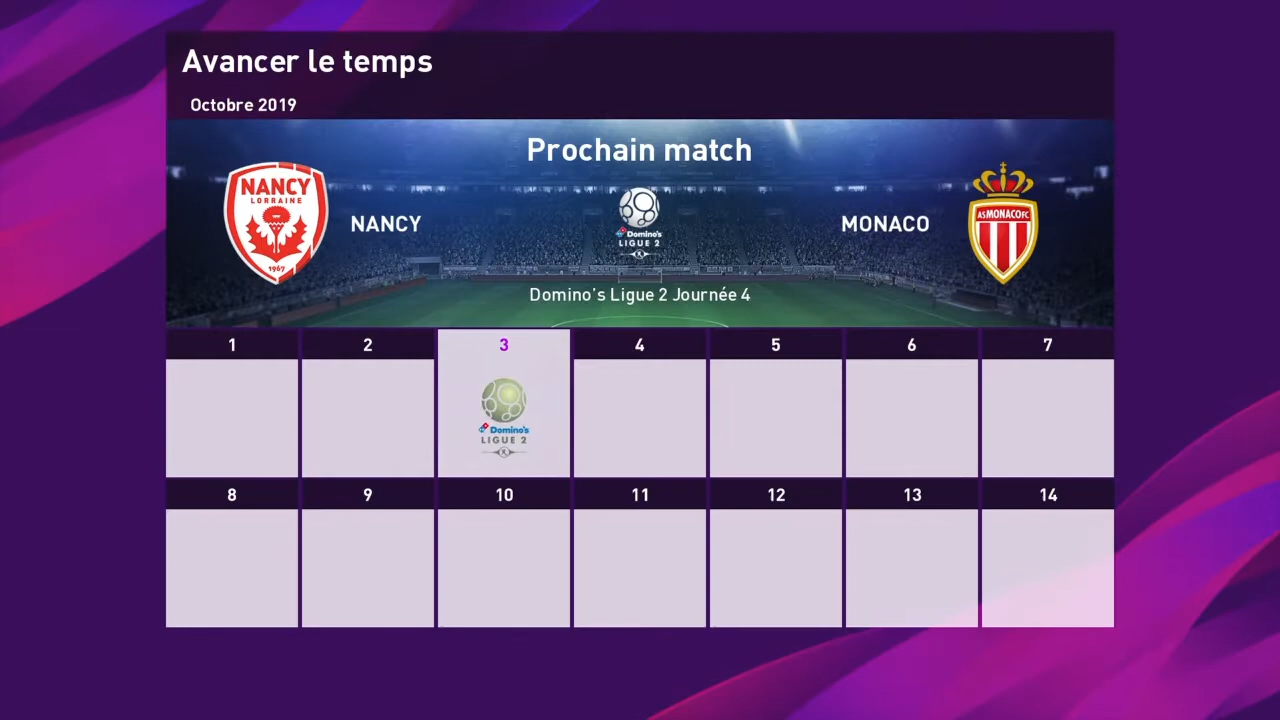 Avancer le temps
Octobre 2019
Prochain match
NANCY
LORRAINE
1967
NANCY
Domino's
LIGUE 2
MONACO
ASMONACOFC
Domino's Ligue 2 Journée 4
1 2 3 4 5 6 7
Domino's
LIGUE 2
8 9 10 11 12 13 14